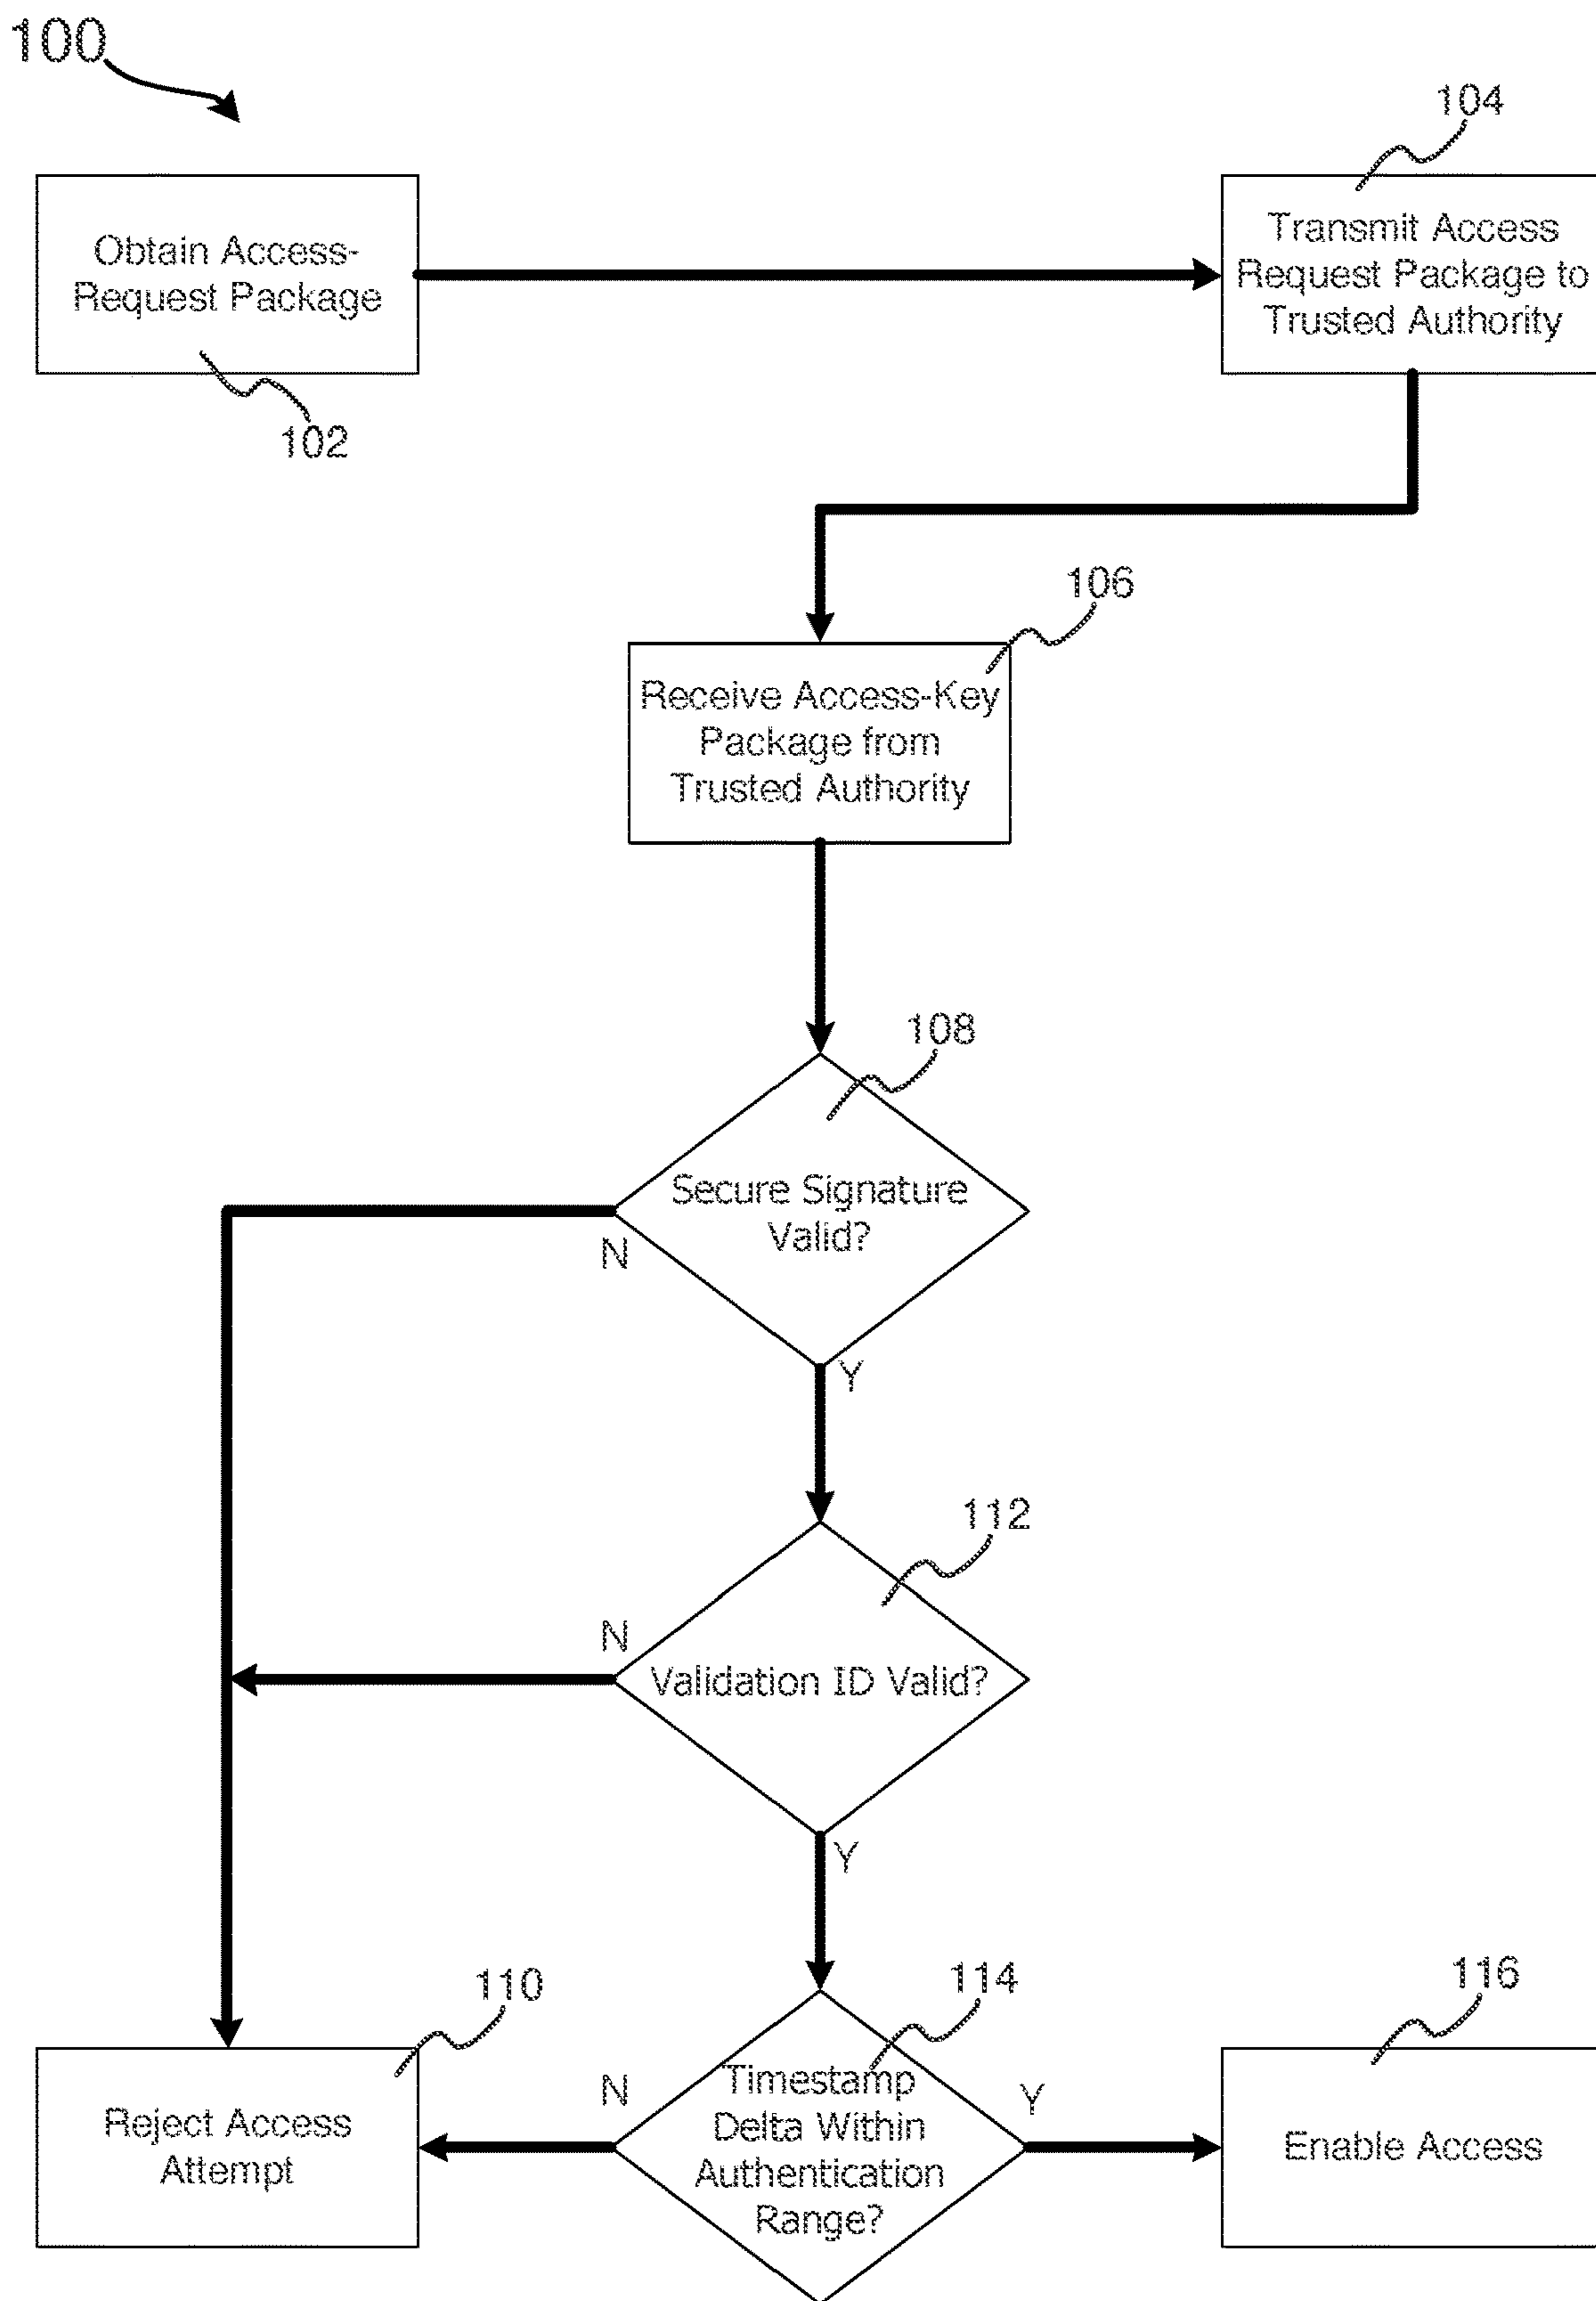 100
104
Obtain Access-
Request Package
Transmit Access
Request Package to
Trusted Authority
102
106
Receive Access-Key
Package from
Trusted Authority
108
Secure Signature
Valid?
N
Y
112
N
Validation ID Valid?
Y
110
114
116
Reject Access
Attempt
N
Timestamp
Delta Within
Authentication
Range?
Y
Enable Access